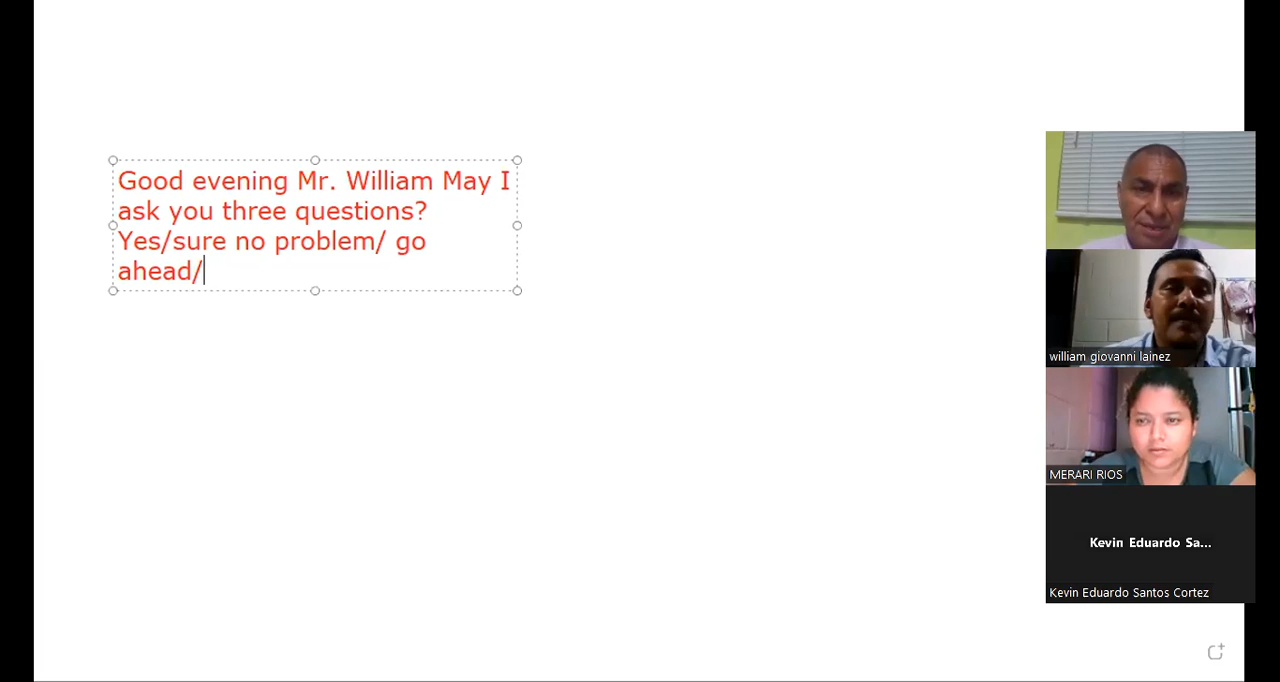 Good evening Mr. William May I
ask you three questions?
Yes/sure no problem/ go
ahead/
william giovanni lainez
MERARI RIOS
Kevin Eduardo Sa...
Kevin Eduardo Santos Cortez